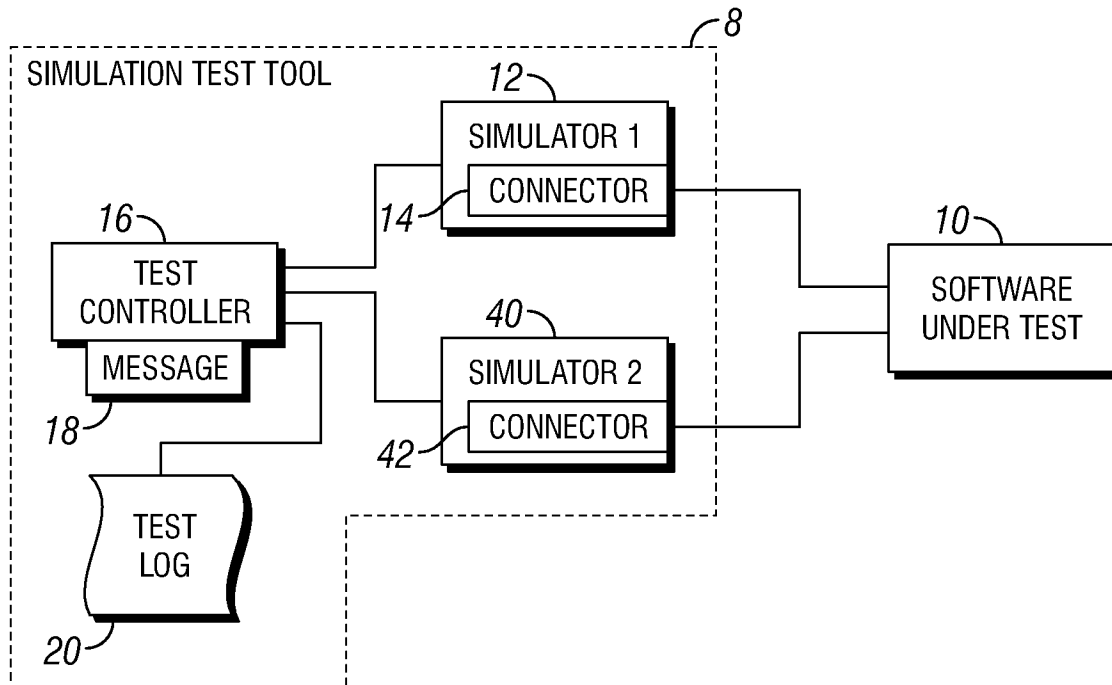 8
SIMULATION TEST TOOL
12
SIMULATOR 1
CONNECTOR
14
16
TEST
CONTROLLER
MESSAGE
18
10
SOFTWARE
UNDER TEST
40
SIMULATOR 2
CONNECTOR
42
TEST
LOG
20